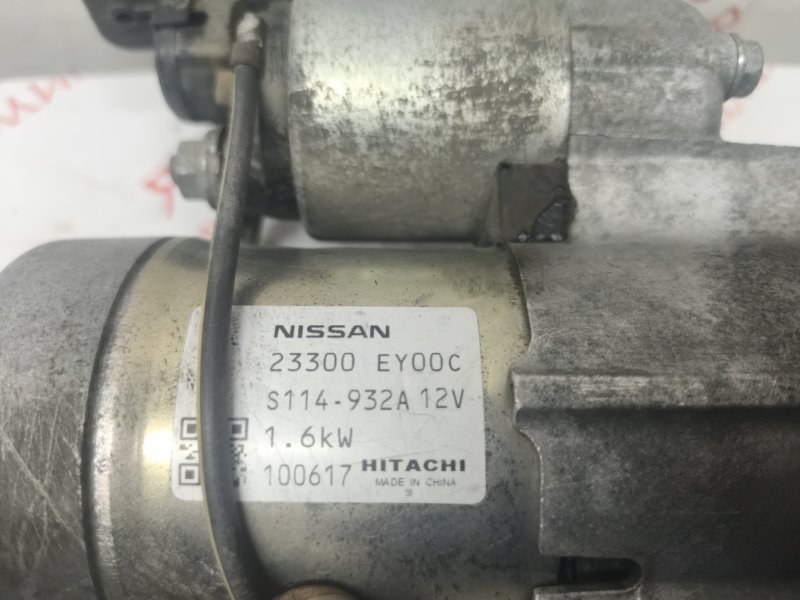 NISSAN
23300 EY00C
S114-932A 12V
1.6kW
100617 HITACHI
MADE IN CHINA